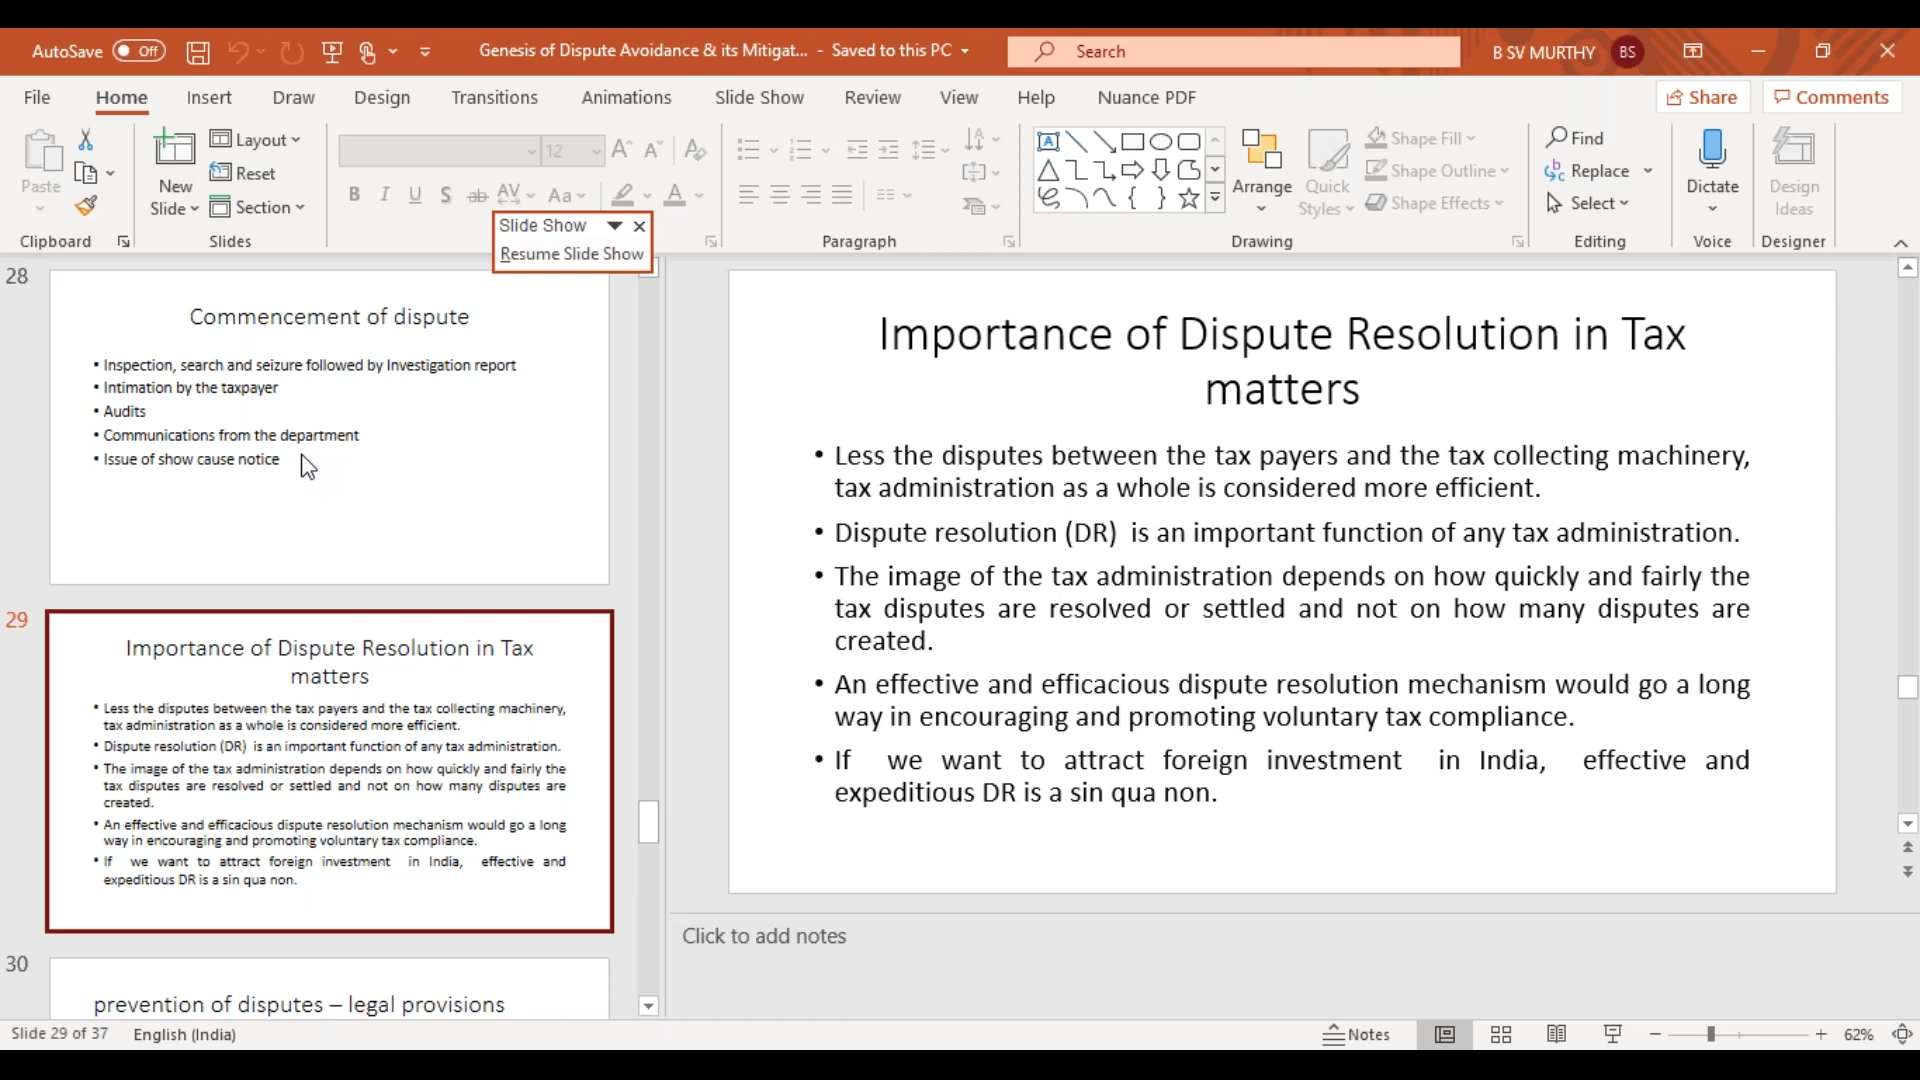 AutoSave Off Genesis of Dispute Avoidance & its Mitigat... - Saved to this PC Search B SV MURTHY BS
File Home Insert Draw Design Transitions Animations Slide Show Review View Help Nuance PDF Share Comments
Paste
Clipboard
New Slide
Layout
Reset
Section
Slides
12
B I U S ab AV Aa A
Slide Show
Resume Slide Show
Paragraph
Arrange
Quick Styles
Shape Fill
Shape Outline
Shape Effects
Drawing
Find
Replace
Select
Editing
Dictate
Voice
Design Ideas
Designer
28
Commencement of dispute
• Inspection, search and seizure followed by Investigation report
• Intimation by the taxpayer
• Audits
• Communications from the department
• Issue of show cause notice
29
Importance of Dispute Resolution in Tax
matters
• Less the disputes between the tax payers and the tax collecting machinery,
tax administration as a whole is considered more efficient.
• Dispute resolution (DR) is an important function of any tax administration.
• The image of the tax administration depends on how quickly and fairly the
tax disputes are resolved or settled and not on how many disputes are
created.
• An effective and efficacious dispute resolution mechanism would go a long
way in encouraging and promoting voluntary tax compliance.
• If we want to attract foreign investment in India, effective and
expeditious DR is a sin qua non.
30
prevention of disputes – legal provisions
Importance of Dispute Resolution in Tax
matters
• Less the disputes between the tax payers and the tax collecting machinery,
tax administration as a whole is considered more efficient.
• Dispute resolution (DR) is an important function of any tax administration.
• The image of the tax administration depends on how quickly and fairly the
tax disputes are resolved or settled and not on how many disputes are
created.
• An effective and efficacious dispute resolution mechanism would go a long
way in encouraging and promoting voluntary tax compliance.
• If we want to attract foreign investment in India, effective and
expeditious DR is a sin qua non.
Click to add notes
Slide 29 of 37 English (India) Notes 62%